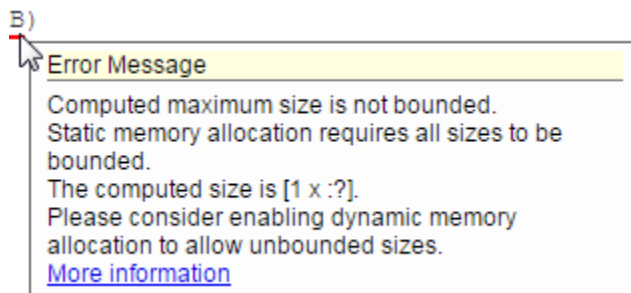 B)
Error Message
Computed maximum size is not bounded.
Static memory allocation requires all sizes to be
bounded.
The computed size is [1 x :?].
Please consider enabling dynamic memory
allocation to allow unbounded sizes.
More information